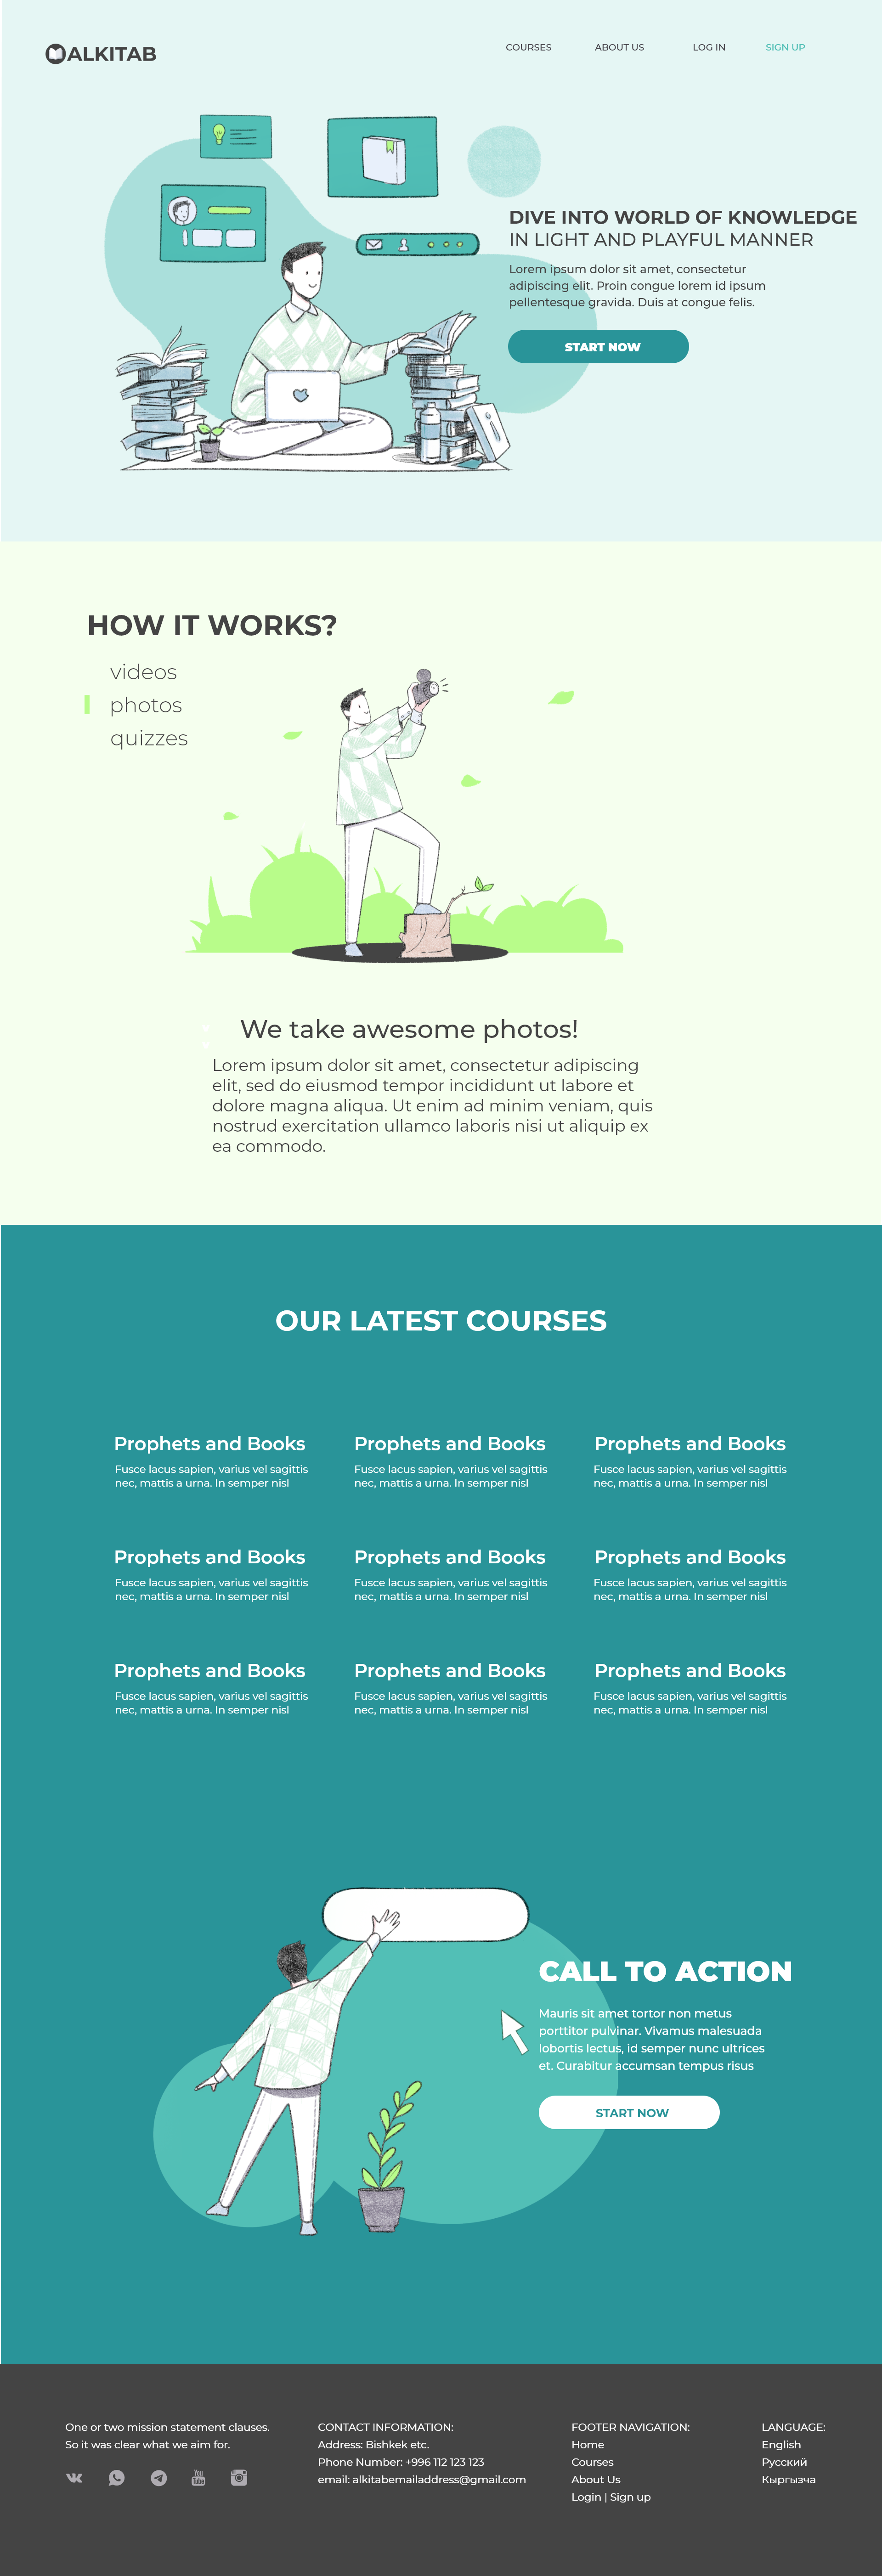 ALKITAB
COURSES
ABOUT US
LOG IN
SIGN UP
DIVE INTO WORLD OF KNOWLEDGE
IN LIGHT AND PLAYFUL MANNER
Lorem ipsum dolor sit amet, consectetur
adipiscing elit. Proin congue lorem id ipsum
pellentesque gravida. Duis at congue felis.
START NOW
HOW IT WORKS?
videos
photos
quizzes
We take awesome photos!
Lorem ipsum dolor sit amet, consectetur adipiscing
elit, sed do eiusmod tempor incididunt ut labore et
dolore magna aliqua. Ut enim ad minim veniam, quis
nostrud exercitation ullamco laboris nisi ut aliquip ex
ea commodo.
OUR LATEST COURSES
Prophets and Books
Fusce lacus sapien, varius vel sagittis
nec, mattis a urna. In semper nisl
Prophets and Books
Fusce lacus sapien, varius vel sagittis
nec, mattis a urna. In semper nisl
Prophets and Books
Fusce lacus sapien, varius vel sagittis
nec, mattis a urna. In semper nisl
Prophets and Books
Fusce lacus sapien, varius vel sagittis
nec, mattis a urna. In semper nisl
Prophets and Books
Fusce lacus sapien, varius vel sagittis
nec, mattis a urna. In semper nisl
Prophets and Books
Fusce lacus sapien, varius vel sagittis
nec, mattis a urna. In semper nisl
Prophets and Books
Fusce lacus sapien, varius vel sagittis
nec, mattis a urna. In semper nisl
Prophets and Books
Fusce lacus sapien, varius vel sagittis
nec, mattis a urna. In semper nisl
Prophets and Books
Fusce lacus sapien, varius vel sagittis
nec, mattis a urna. In semper nisl
CALL TO ACTION
Mauris sit amet tortor non metus
porttitor pulvinar. Vivamus malesuada
lobortis lectus, id semper nunc ultrices
et. Curabitur accumsan tempus risus
START NOW
One or two mission statement clauses.
So it was clear what we aim for.
You
Tube
CONTACT INFORMATION:
Address: Bishkek etc.
Phone Number: +996 112 123 123
email: alkitabemailaddress@gmail.com
FOOTER NAVIGATION:
Home
Courses
About Us
Login | Sign up
LANGUAGE:
English
Русский
Кыргызча